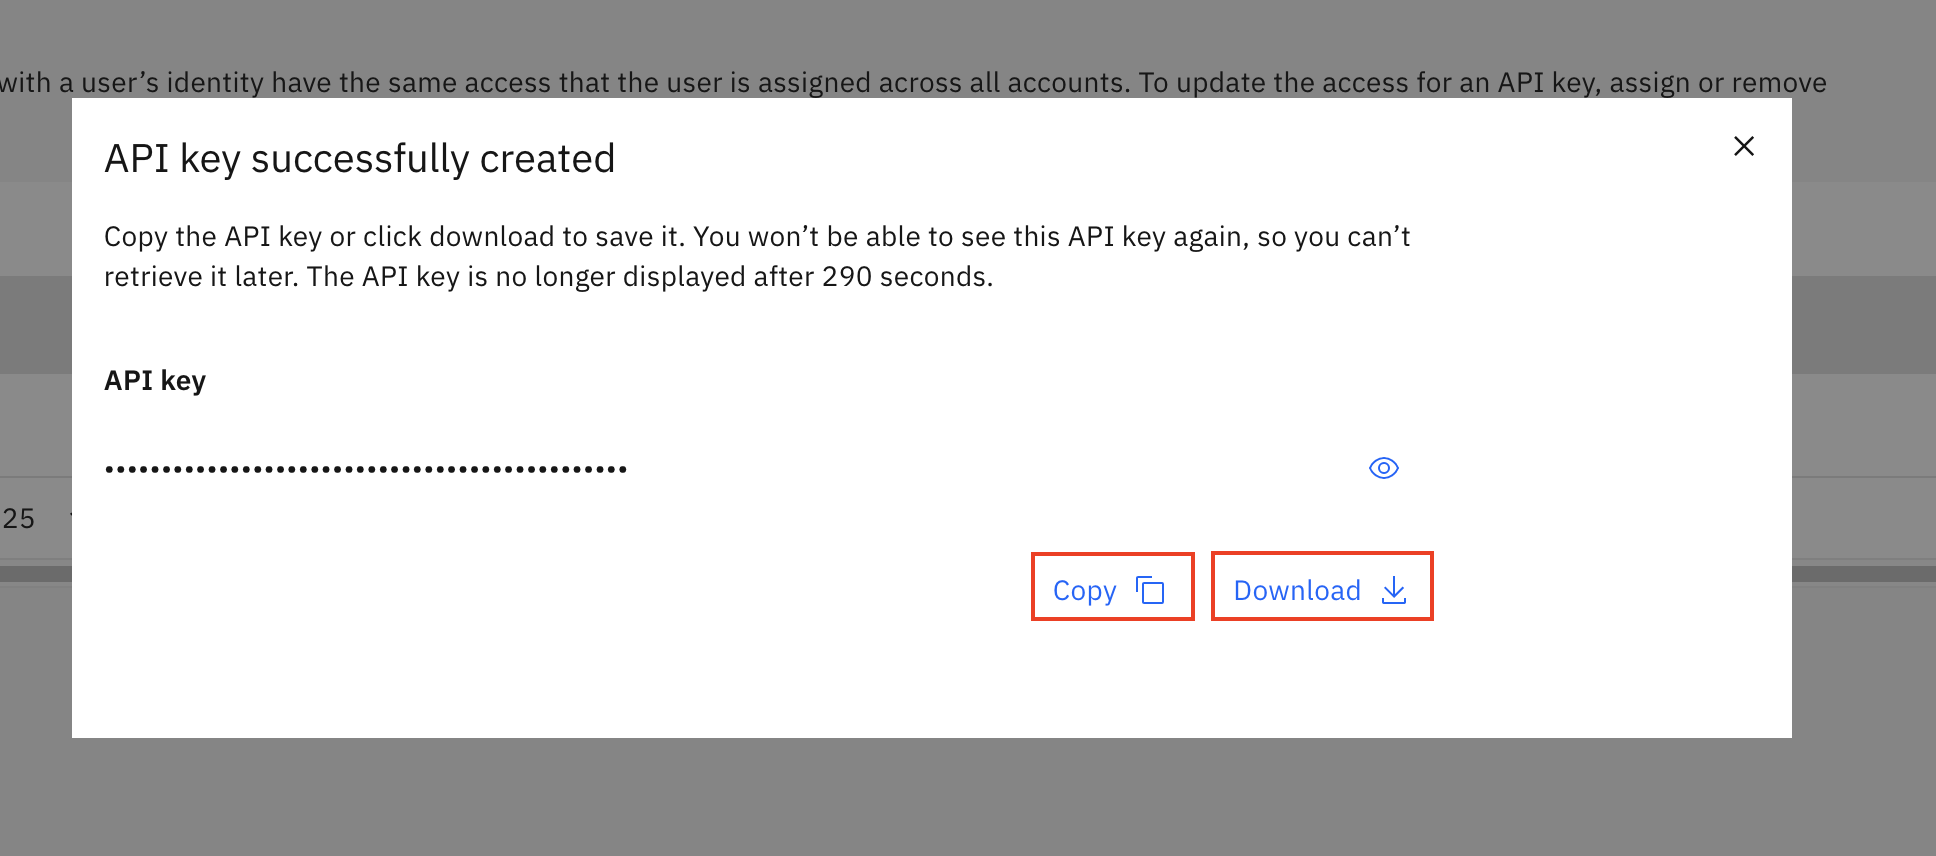 with a user’s identity have the same access that the user is assigned across all accounts. To update the access for an API key, assign or remove
API key successfully created
Copy the API key or click download to save it. You won’t be able to see this API key again, so you can’t
retrieve it later. The API key is no longer displayed after 290 seconds.
API key
••••••••••••••••••••••••••••••••••••••••••••••
25
Copy
Download